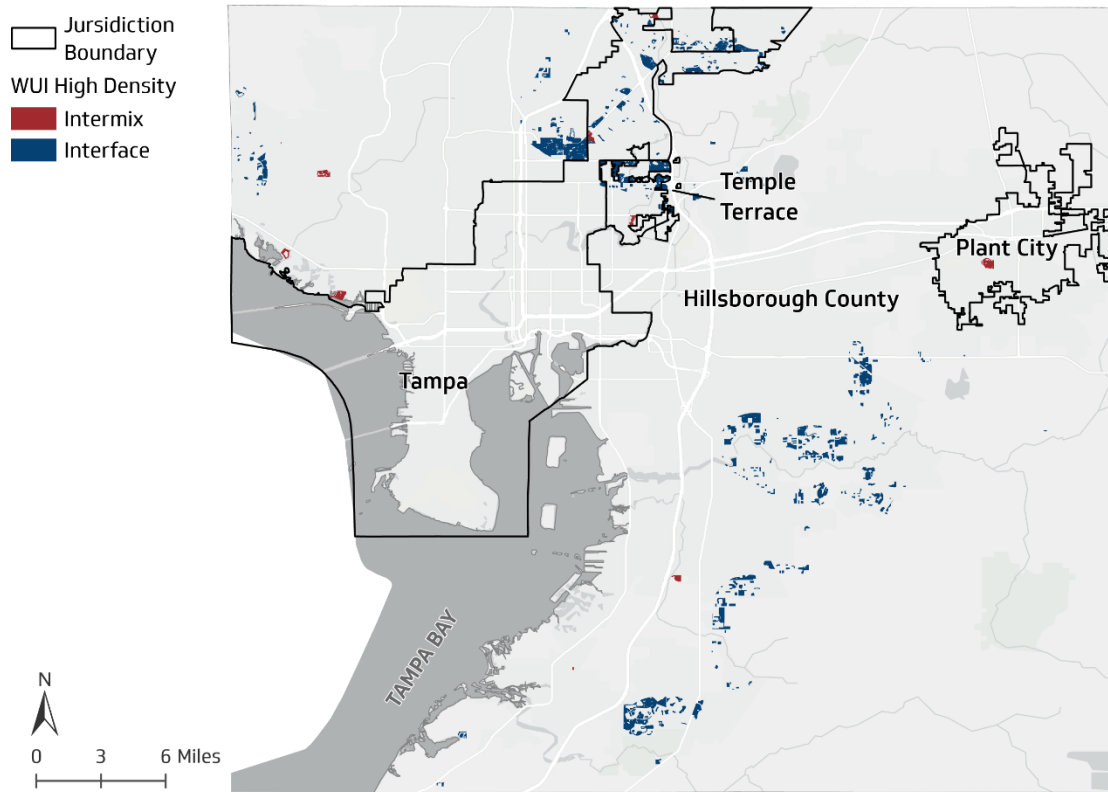 Jursidiction
Boundary
WUI High Density
Intermix
Interface
Temple
Terrace
Plant City
Hillsborough County
Tampa
TAMPA BAY
N
0 3 6 Miles